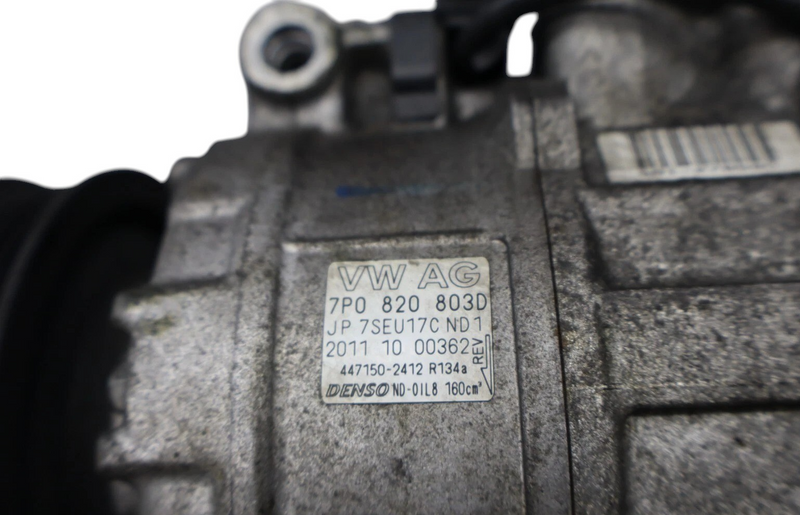 VW AG
7P0 820 803D
JP 7SEU17C ND1
2011 10 00362
REV
447150-2412 R134a
DENSO ND-OIL8 160cm³